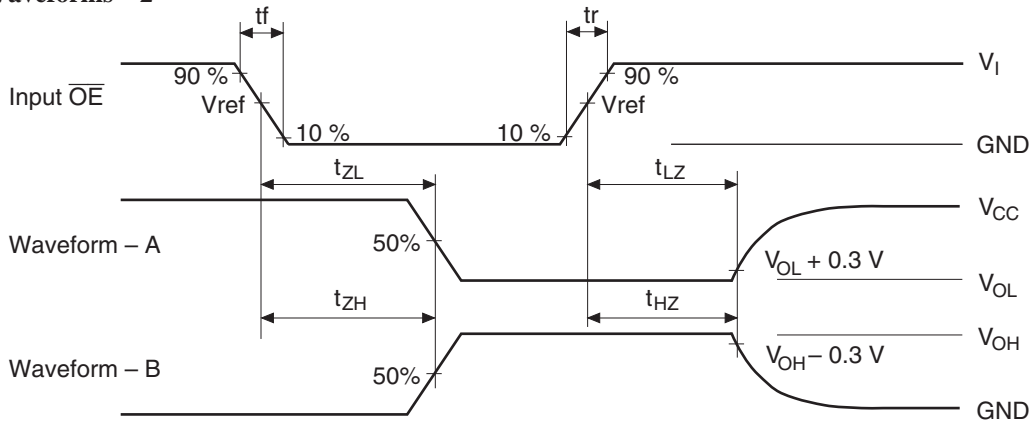 tf
tr
90 %
90 %
V_I
Input O̅E̅
Vref
Vref
10 %
10 %
GND
t_ZL
t_LZ
V_CC
Waveform – A
50%
V_OL + 0.3 V
V_OL
t_ZH
t_HZ
V_OH
V_OH – 0.3 V
Waveform – B
50%
GND